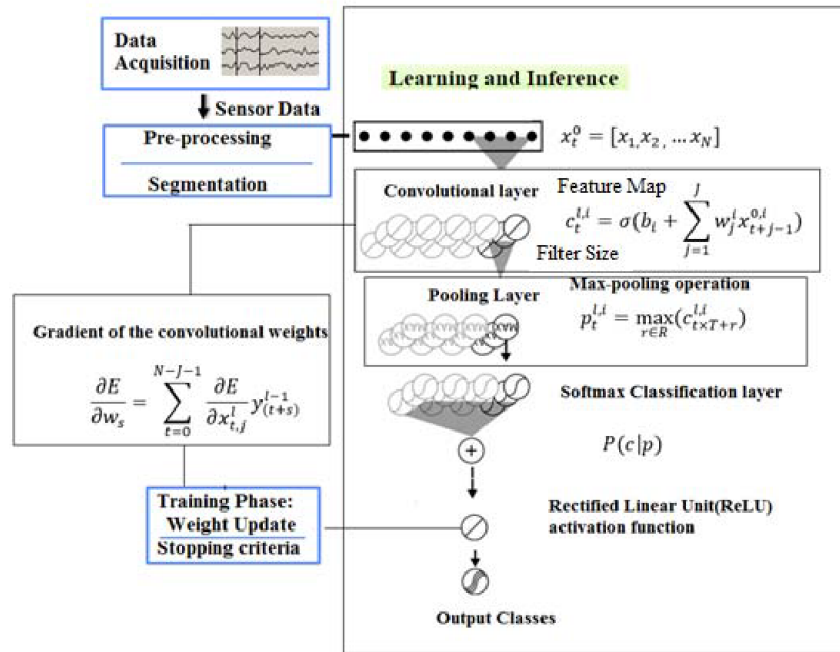 Data
Acquisition
Sensor Data
Pre-processing
Segmentation
Learning and Inference
x_t^0 = [x_1, x_2, … x_N]
Convolutional layer
Feature Map
c_t^{l,i} = σ(b_i + ∑_{j=1}^{J} w_j^i x_{t+j−1}^{0,i})
Filter Size
Pooling Layer
Max-pooling operation
p_t^{l,i} = max_{r∈R}(c_{t×T+r}^{l,i})
Gradient of the convolutional weights
∂E/∂w_s = ∑_{t=0}^{N−J−1} ∂E/∂x_{t,j}^l y_{(t+s)}^{l−1}
Softmax Classification layer
P(c|p)
Training Phase:
Weight Update
Stopping criteria
Rectified Linear Unit(ReLU)
activation function
Output Classes